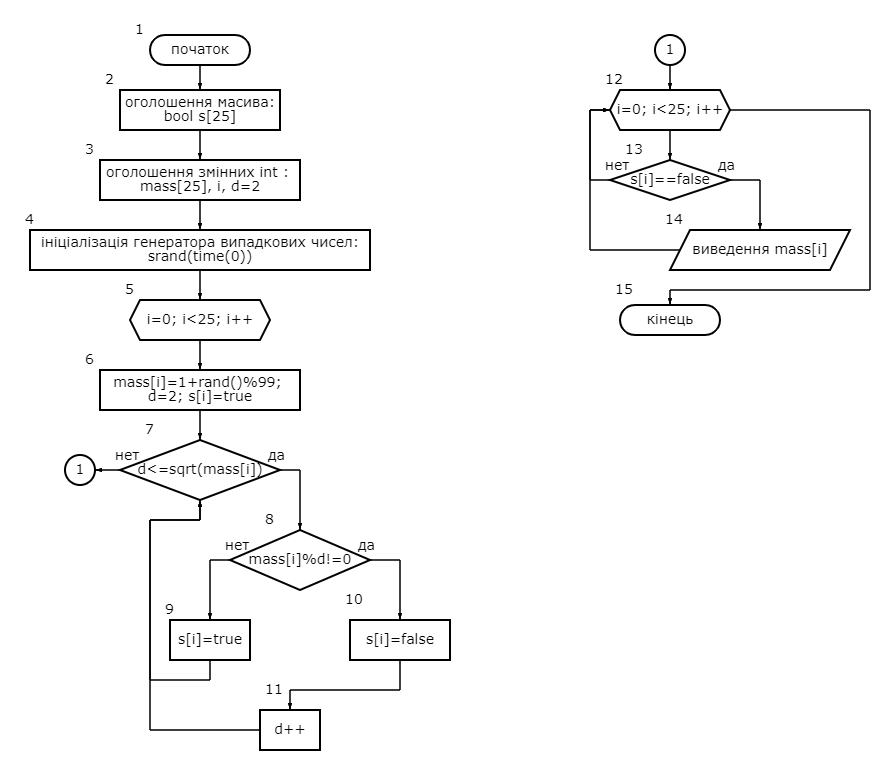 1
початок
2
оголошення масива:
bool s[25]
3
оголошення змінних int :
mass[25], i, d=2
4
ініціалізація генератора випадкових чисел:
srand(time(0))
5
i=0; i<25; i++
6
mass[i]=1+rand()%99;
d=2; s[i]=true
7
нет
да
1
d<=sqrt(mass[i])
8
нет
да
mass[i]%d!=0
9
10
s[i]=true
s[i]=false
11
d++
1
12
i=0; i<25; i++
13
нет
да
s[i]==false
14
виведення mass[i]
15
кінець